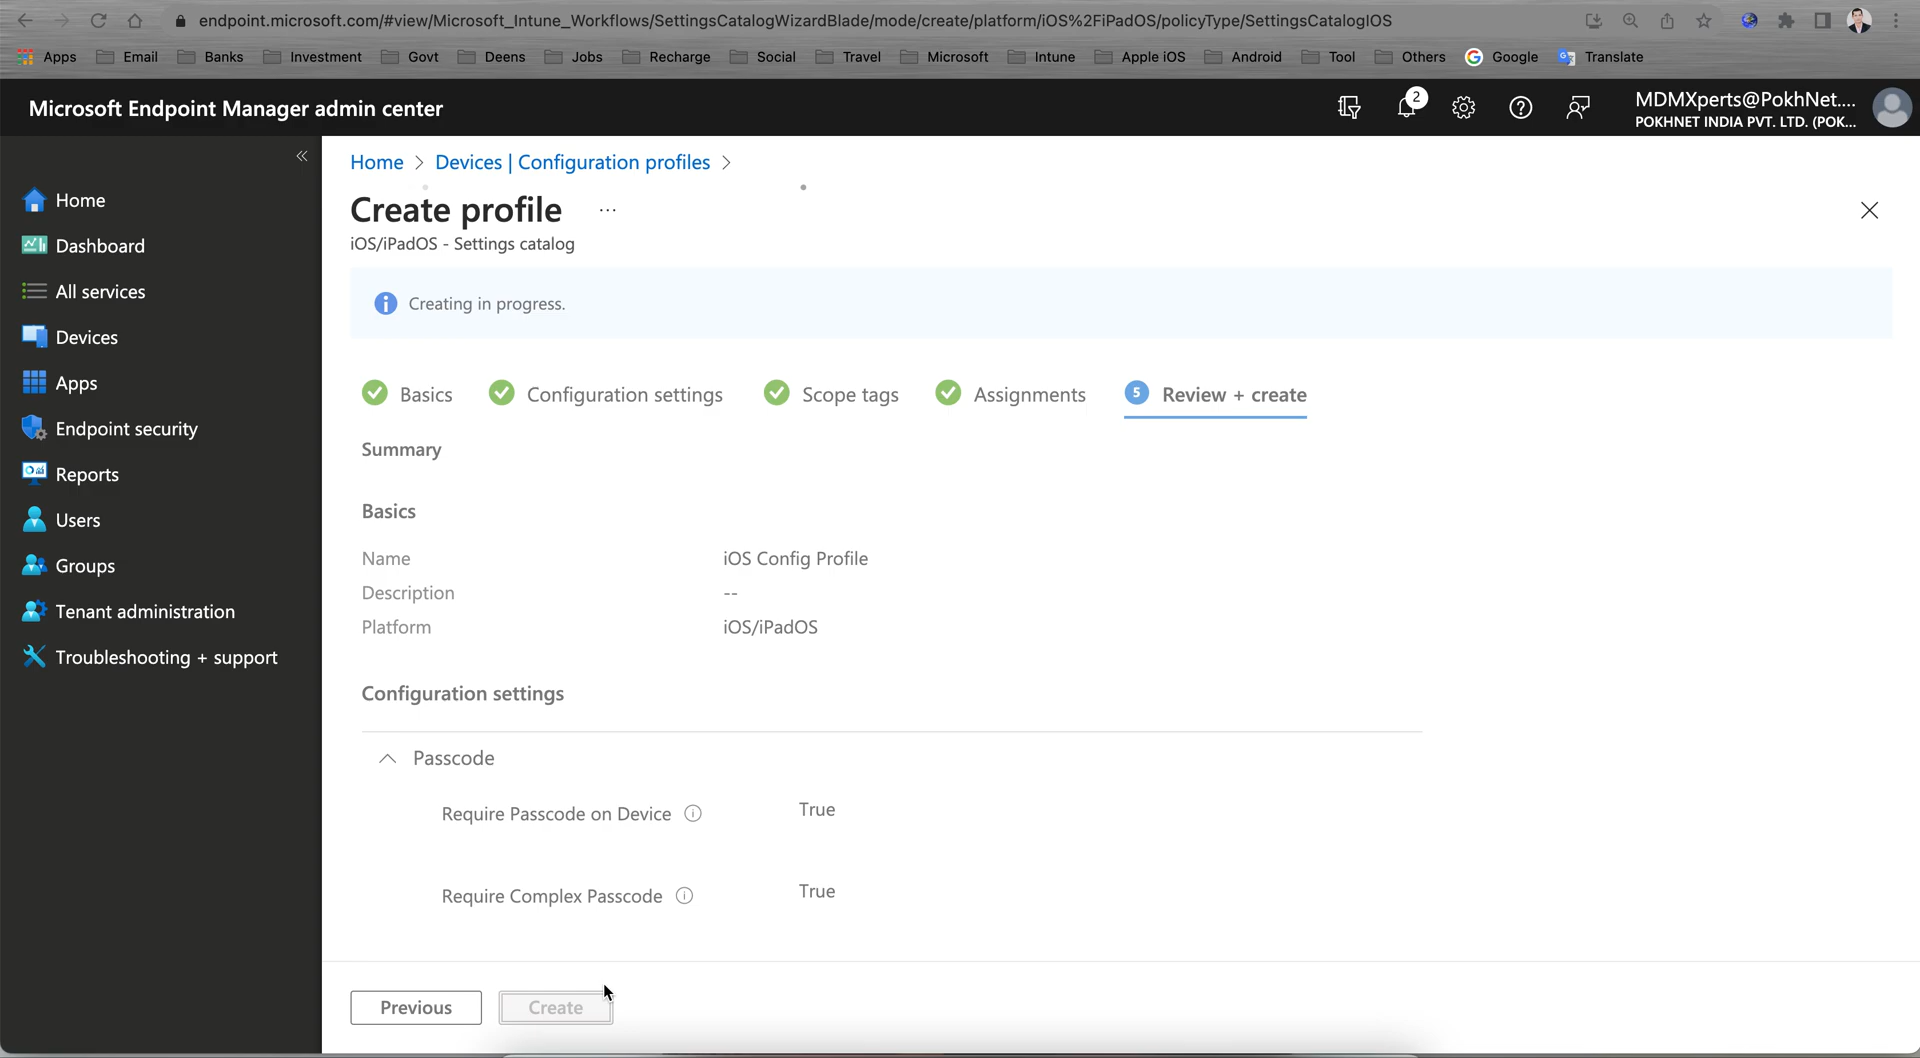 endpoint.microsoft.com/#view/Microsoft_Intune_Workflows/SettingsCatalogWizardBlade/mode/create/platform/iOS%2FiPadOS/policyType/SettingsCatalogIOS
Apps Email Banks Investment Govt Deens Jobs Recharge Social Travel Microsoft Intune Apple iOS Android Tool Others Google Translate
Microsoft Endpoint Manager admin center
2
MDMXperts@PokhNet....
POKHNET INDIA PVT. LTD. (POK...
Home
Dashboard
All services
Devices
Apps
Endpoint security
Reports
Users
Groups
Tenant administration
Troubleshooting + support
Home > Devices | Configuration profiles >
Create profile ...
iOS/iPadOS - Settings catalog
Creating in progress.
Basics Configuration settings Scope tags Assignments 5 Review + create
Summary
Basics
Name iOS Config Profile
Description --
Platform iOS/iPadOS
Configuration settings
Passcode
Require Passcode on Device True
Require Complex Passcode True
Previous Create